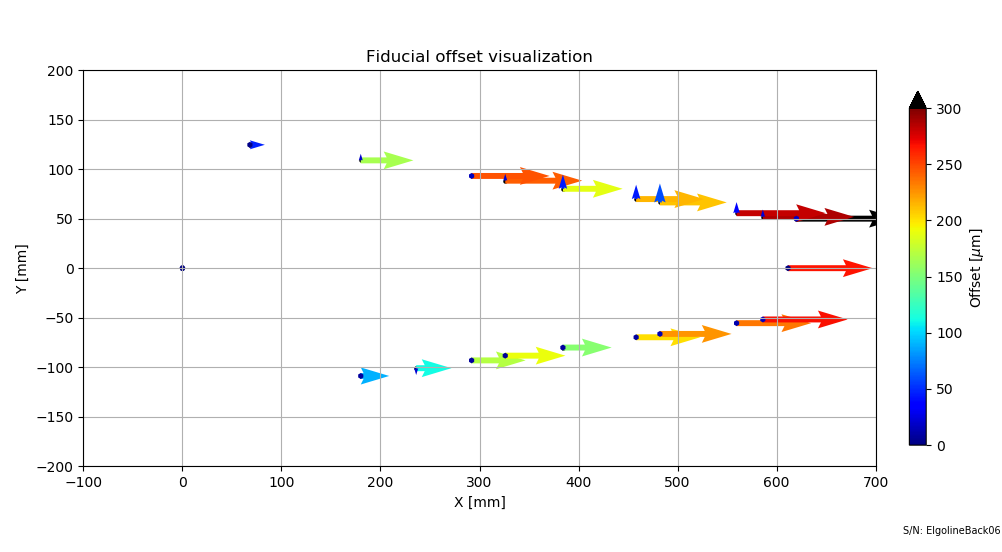 Fiducial offset visualization
200
150
100
50
0
−50
−100
−150
−200
Y [mm]
−100 0 100 200 300 400 500 600 700
X [mm]
300
250
200
150
100
50
0
Offset [μm]
S/N: ElgolineBack06